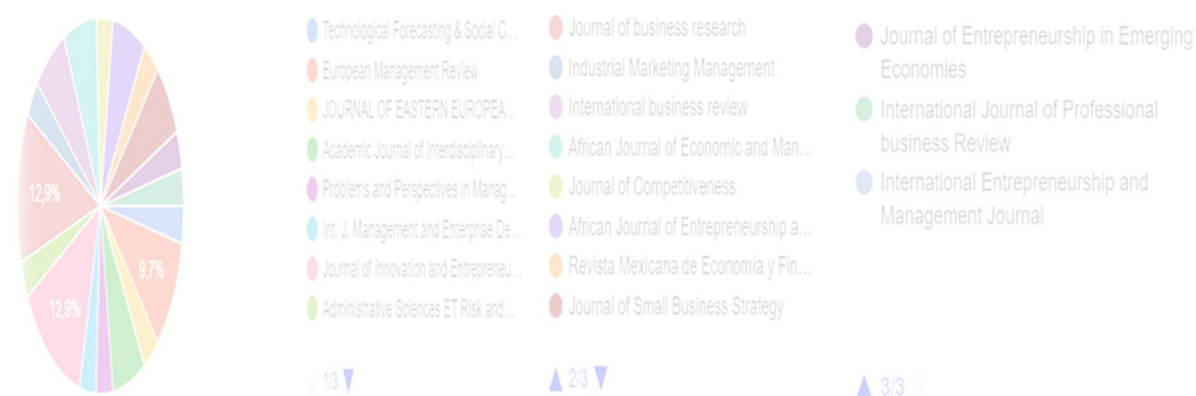 12,9%
9,7%
12,9%
Technological Forecasting & Social C...
European Management Review
JOURNAL OF EASTERN EUROPEA...
Academic Journal of Interdisciplinary...
Problems and Perspectives in Manag...
Int. J. Management and Enterprise De...
Journal of Innovation and Entrepreneu...
Administrative Sciences ET Risk and...
1/3
Journal of business research
Industrial Marketing Management
International business review
African Journal of Economic and Man...
Journal of Competitiveness
African Journal of Entrepreneurship a...
Revista Mexicana de Economía y Fin...
Journal of Small Business Strategy
2/3
Journal of Entrepreneurship in Emerging
Economies
International Journal of Professional
business Review
International Entrepreneurship and
Management Journal
3/3